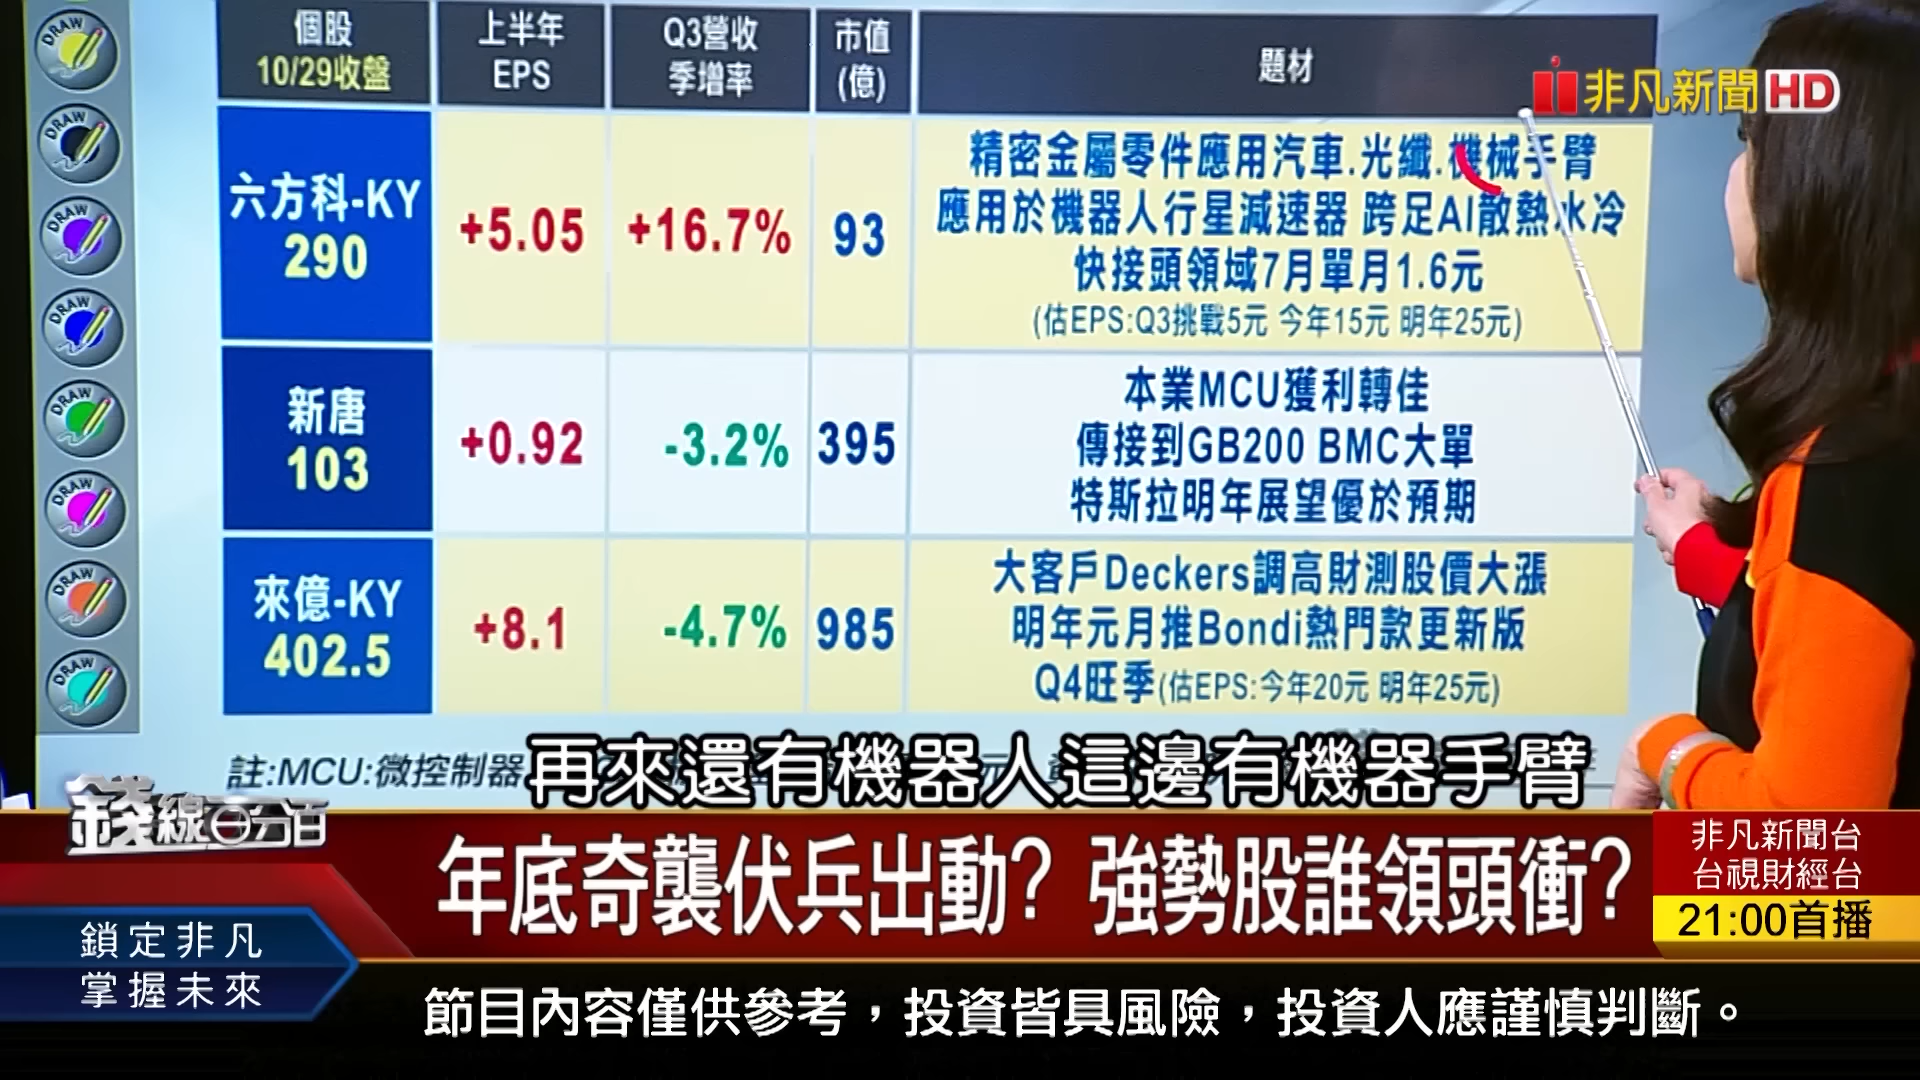 DRAW
DRAW
DRAW
DRAW
DRAW
DRAW
DRAW
DRAW
個股
10/29收盤
上半年
EPS
Q3營收
季增率
市值
(億)
題材
非凡新聞HD
六方科-KY
290
+5.05
+16.7%
93
精密金屬零件應用汽車.光纖.機械手臂
應用於機器人行星減速器 跨足AI散熱水冷
快接頭領域7月單月1.6元
(估EPS:Q3挑戰5元 今年15元 明年25元)
新唐
103
+0.92
-3.2%
395
本業MCU獲利轉佳
傳接到GB200 BMC大單
特斯拉明年展望優於預期
來億-KY
402.5
+8.1
-4.7%
985
大客戶Deckers調高財測股價大漲
明年元月推Bondi熱門款更新版
Q4旺季(估EPS:今年20元 明年25元)
註:MCU:微控制器
再來還有機器人這邊有機器手臂
錢線百分百
年底奇襲伏兵出動? 強勢股誰領頭衝?
非凡新聞台
台視財經台
21:00首播
鎖定非凡
掌握未來
節目內容僅供參考,投資皆具風險,投資人應謹慎判斷。